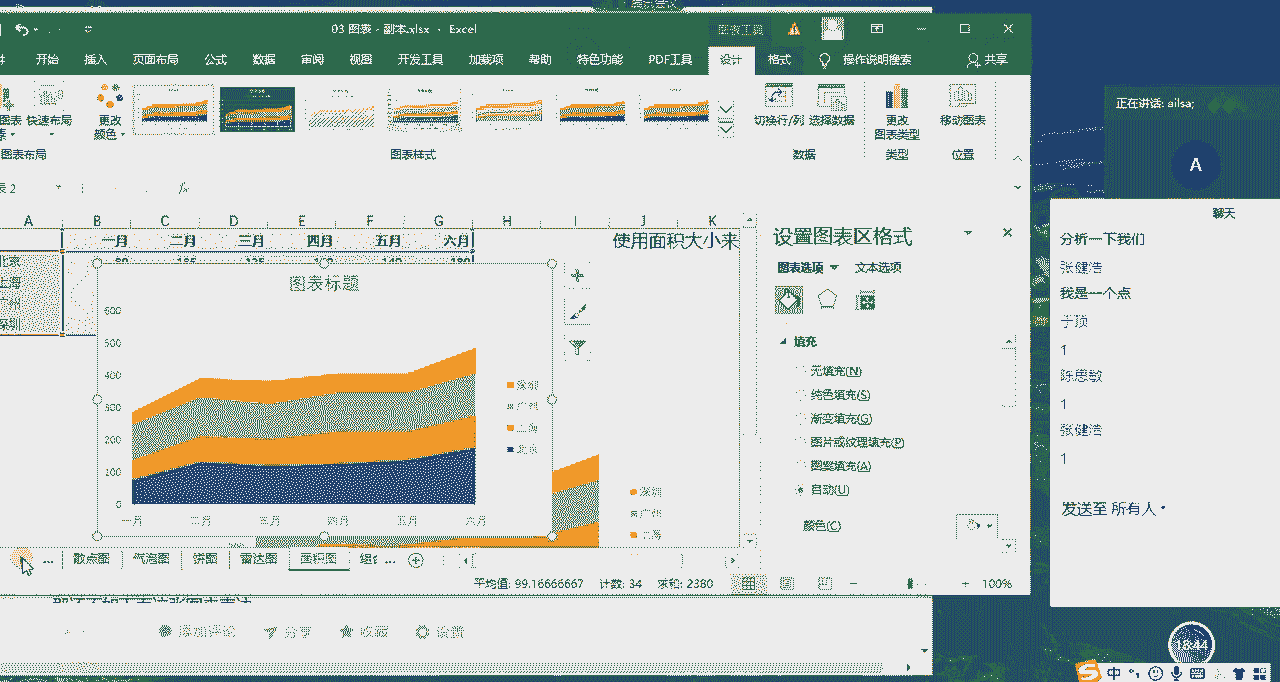 03 图表 - 副本.xlsx - Excel
图表工具
开始 插入 页面布局 公式 数据 审阅 视图 开发工具 加载项 帮助 特色功能 PDF工具 设计 格式 操作说明搜索 共享
快速布局
更改
颜色
切换行/列 选择数据
更改
图表类型
移动图表
图表布局 图表样式 数据 类型 位置
表 2 fx
A B C D E F G H I J K
一月 二月 三月 四月 五月 六月 使用面积大小来
上海
深圳
图表标题
600
500
400
300
200
100
0
一月 二月 三月 四月 五月 六月
深圳
广州
上海
北京
深圳
广州
上海
设置图表区格式
图表选项 文本选项
填充
无填充(N)
纯色填充(S)
渐变填充(G)
图片或纹理填充(P)
图案填充(A)
自动(U)
颜色(C)
... 散点图 气泡图 饼图 雷达图 面积图 ...
平均值: 99.16666667 计数: 34 求和: 2380 100%
添加评论 分享 收藏 设置
正在讲话: ailsa;
A
聊天
分析一下我们
张健浩
我是一个点
于顶
1
陈思敏
1
张健浩
1
发送至 所有人
18:44
中